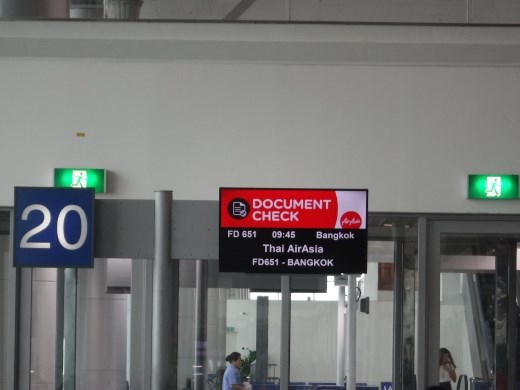 20
DOCUMENT
CHECK
AirAsia
FD 651 09:45 Bangkok
Thai AirAsia
FD651 - BANGKOK